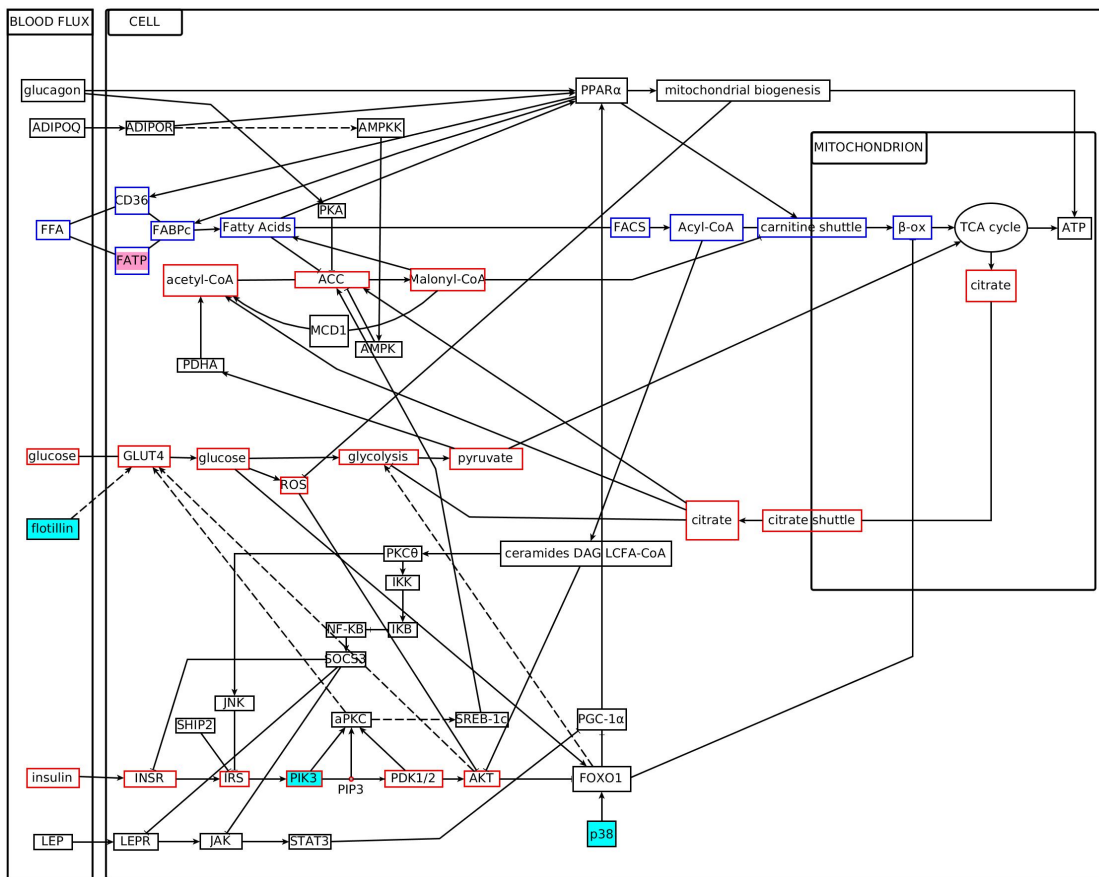 BLOOD FLUX
CELL
glucagon
PPARα
mitochondrial biogenesis
ADIPOQ
ADIPOR
AMPKK
MITOCHONDRION
CD36
PKA
FFA
FABPc
Fatty Acids
FACS
Acyl-CoA
carnitine shuttle
β-ox
TCA cycle
ATP
FATP
acetyl-CoA
ACC
Malonyl-CoA
citrate
MCD1
AMPK
PDHA
glucose
GLUT4
glucose
glycolysis
pyruvate
ROS
flotillin
citrate
citrate shuttle
PKCθ
ceramides DAG LCFA-CoA
IKK
NF-KB
IKB
SOCS3
JNK
SHIP2
aPKC
SREB-1c
PGC-1α
insulin
INSR
IRS
PIK3
PIP3
PDK1/2
AKT
FOXO1
LEP
LEPR
JAK
STAT3
p38